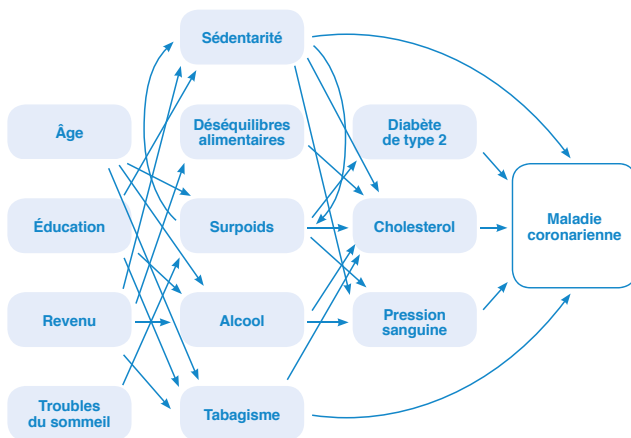 Sédentarité
Âge
Déséquilibres
alimentaires
Diabète
de type 2
Éducation
Surpoids
Cholesterol
Maladie
coronarienne
Revenu
Alcool
Pression
sanguine
Troubles
du sommeil
Tabagisme